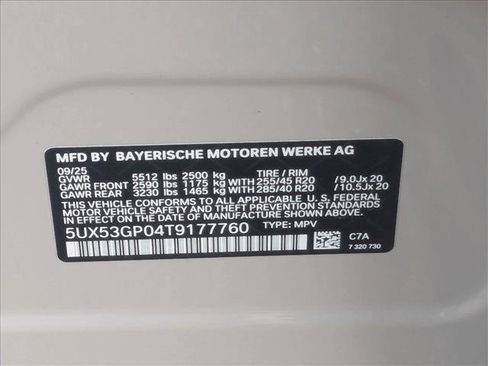 MFD BY BAYERISCHE MOTOREN WERKE AG
09/25
GVWR 5512 lbs 2500 kg TIRE / RIM
GAWR FRONT 2590 lbs 1175 kg WITH 255/45 R20 /9.0Jx 20
GAWR REAR 3230 lbs 1465 kg WITH 285/40 R20 /10.5Jx 20
THIS VEHICLE CONFORMS TO ALL APPLICABLE U.S. FEDERAL
MOTOR VEHICLE SAFETY STANDARDS IN EFFECT ON THE
DATE OF MANUFACTURE SHOWN ABOVE.
5UX53GP04T9177760 TYPE: MPV
C7A
7 320 730